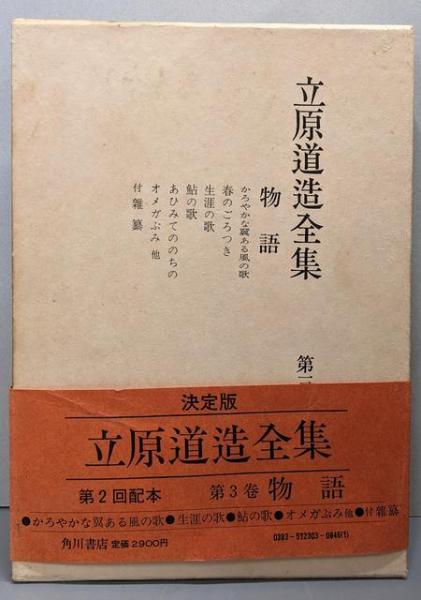 立原道造全集
第
物語
かろやかな翼ある風の歌
春のごろつき
生涯の歌
鮎の歌
あひみてののちの
オメガぶみ 他
付雑纂
決定版
立原道造全集
第2回配本 第3巻 物語
●かろやかな翼ある風の歌●生涯の歌●鮎の歌●オメガぶみ他●付雑纂
角川書店 定価2900円
0393-572303-0946(1)